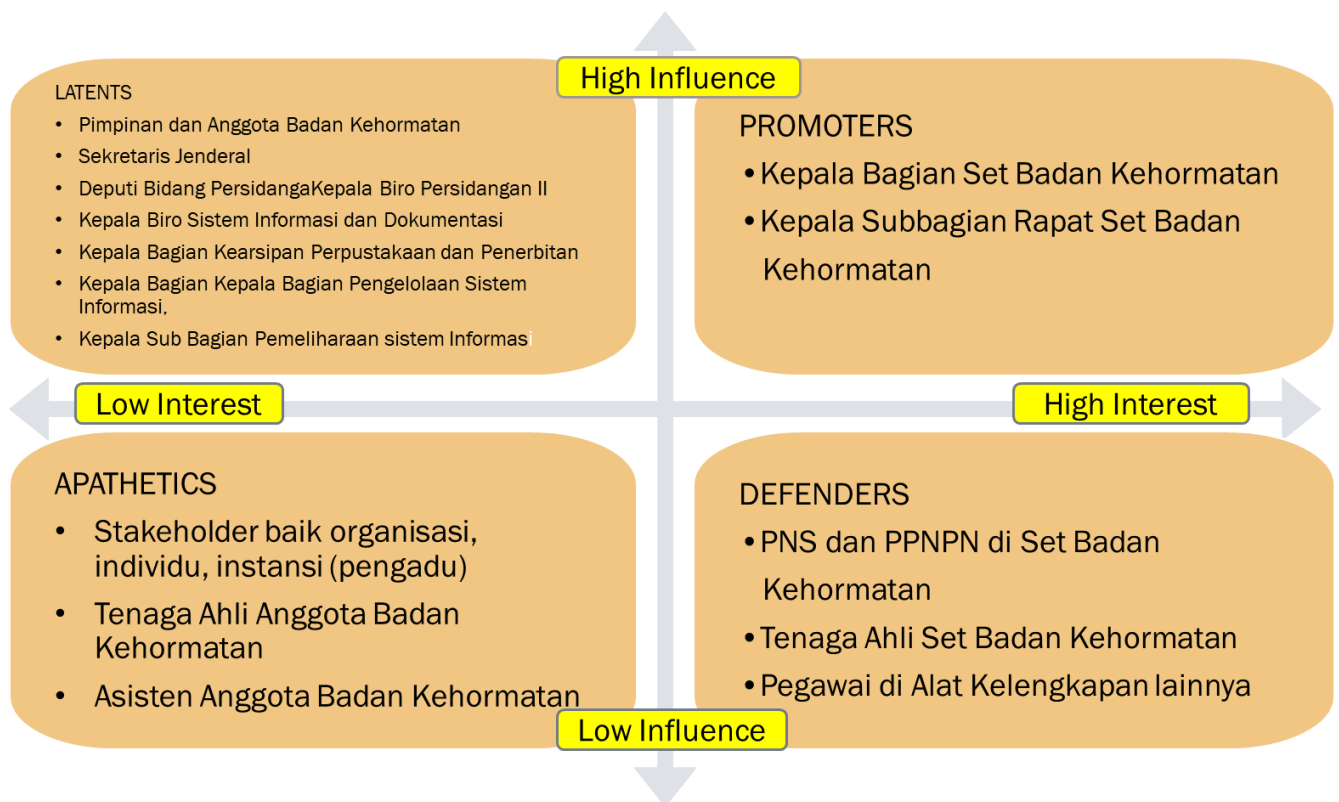 High Influence
LATENTS
• Pimpinan dan Anggota Badan Kehormatan
• Sekretaris Jenderal
• Deputi Bidang PersidangaKepala Biro Persidangan II
• Kepala Biro Sistem Informasi dan Dokumentasi
• Kepala Bagian Kearsipan Perpustakaan dan Penerbitan
• Kepala Bagian Kepala Bagian Pengelolaan Sistem
Informasi,
• Kepala Sub Bagian Pemeliharaan sistem Informasi
PROMOTERS
•Kepala Bagian Set Badan Kehormatan
•Kepala Subbagian Rapat Set Badan
Kehormatan
Low Interest
High Interest
APATHETICS
• Stakeholder baik organisasi,
individu, instansi (pengadu)
• Tenaga Ahli Anggota Badan
Kehormatan
• Asisten Anggota Badan Kehormatan
DEFENDERS
•PNS dan PPNPN di Set Badan
Kehormatan
•Tenaga Ahli Set Badan Kehormatan
•Pegawai di Alat Kelengkapan lainnya
Low Influence